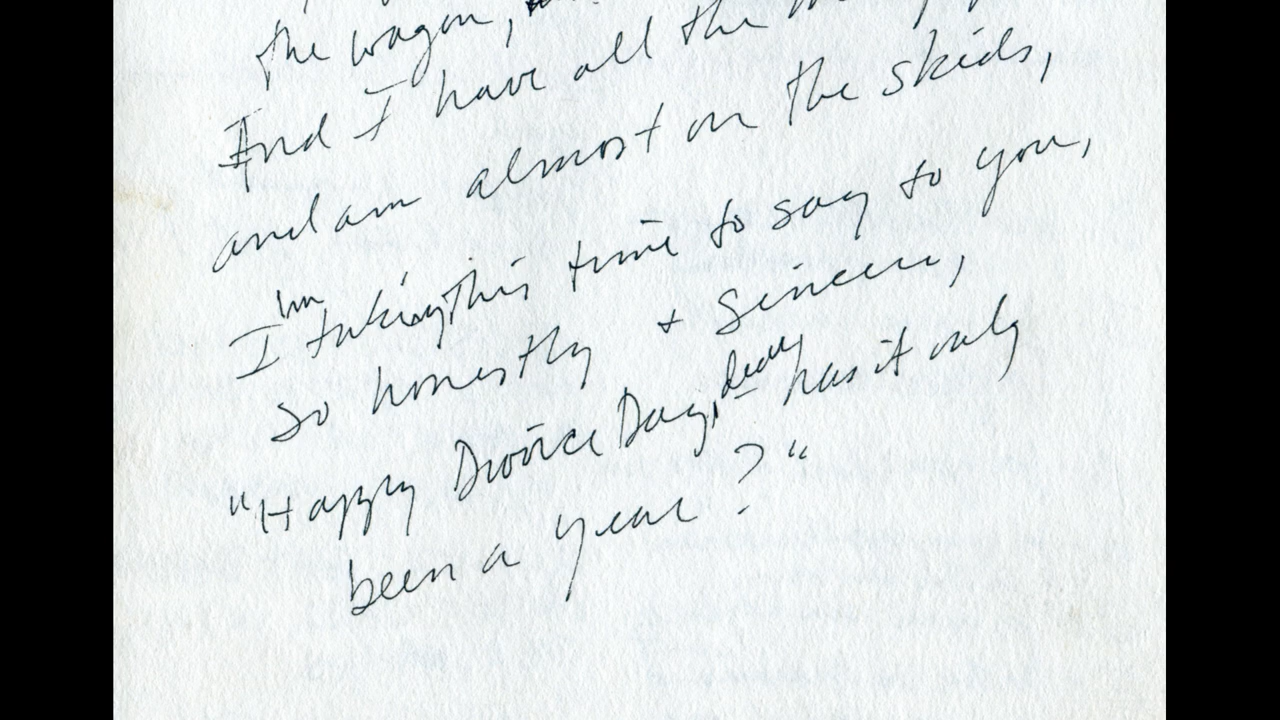 the wagon,
And I have all the
and am almost on the skids,
I'm taking this time to say to you,
So honestly + sincere,
"Happy Divorce Day, dear, has it only
been a year?"